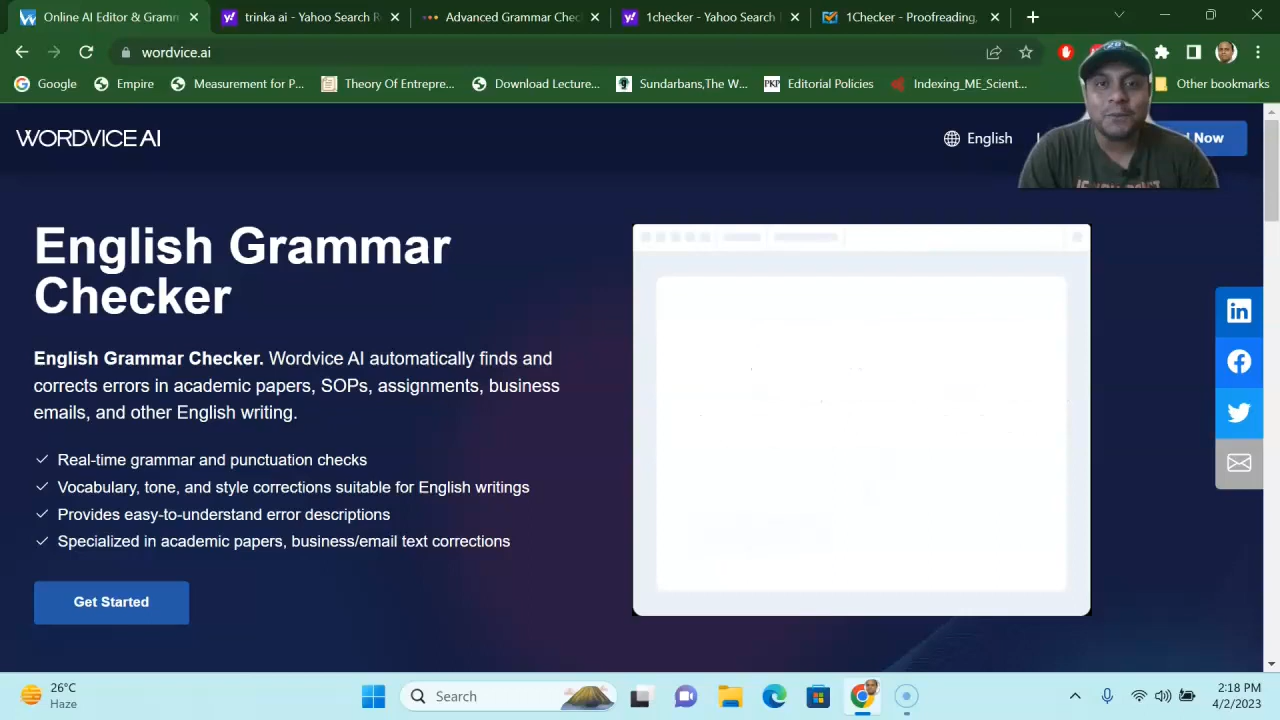 Online AI Editor & Gramm
trinka ai - Yahoo Search R
Advanced Grammar Chec
1checker - Yahoo Search
1Checker - Proofreading,
wordvice.ai
Google
Empire
Measurement for P...
Theory Of Entrepre...
Download Lecture...
Sundarbans,The W...
PKP
Editorial Policies
Indexing_ME_Scient...
Other bookmarks
WORDVICE AI
English
Now
English Grammar
Checker
English Grammar Checker. Wordvice AI automatically finds and
corrects errors in academic papers, SOPs, assignments, business
emails, and other English writing.
Real-time grammar and punctuation checks
Vocabulary, tone, and style corrections suitable for English writings
Provides easy-to-understand error descriptions
Specialized in academic papers, business/email text corrections
Get Started
in
26°C
Haze
Search
2:18 PM
4/2/2023